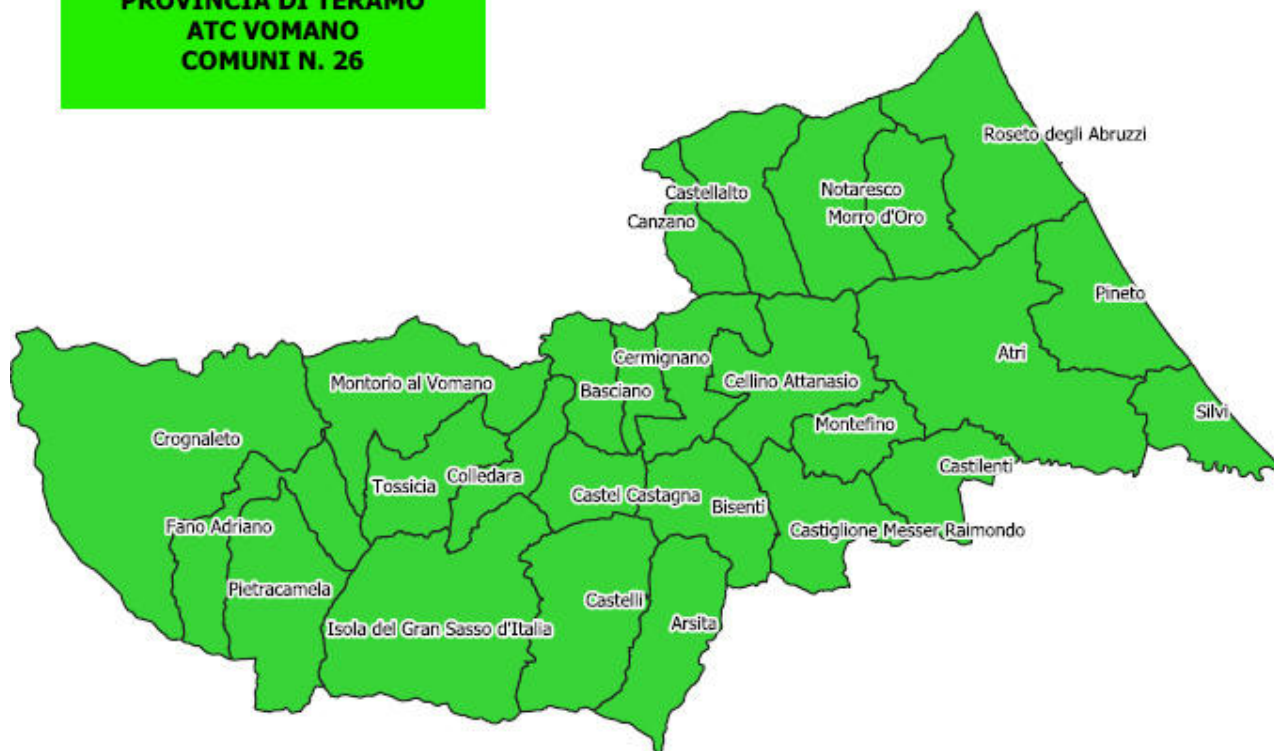 PROVINCIA DI TERAMO
ATC VOMANO
COMUNI N. 26
Roseto degli Abruzzi
Castellalto
Notaresco
Canzano
Morro d'Oro
Pineto
Atri
Cermignano
Montorio al Vomano
Basciano
Cellino Attanasio
Silvi
Montefino
Crognaleto
Castilenti
Tossicia
Colledara
Castel Castagna
Bisenti
Fano Adriano
Castiglione Messer Raimondo
Pietracamela
Castelli
Arsita
Isola del Gran Sasso d'Italia